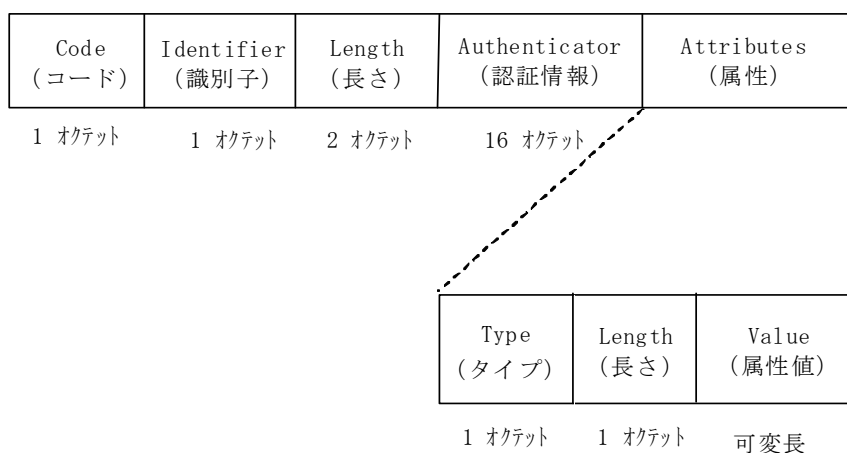 Code Identifier Length Authenticator Attributes
(コード) (識別子) (長さ) (認証情報) (属性)
1 ｵｸﾃｯﾄ 1 ｵｸﾃｯﾄ 2 ｵｸﾃｯﾄ 16 ｵｸﾃｯﾄ
Type Length Value
(タイプ) (長さ) (属性値)
1 ｵｸﾃｯﾄ 1 ｵｸﾃｯﾄ 可変長